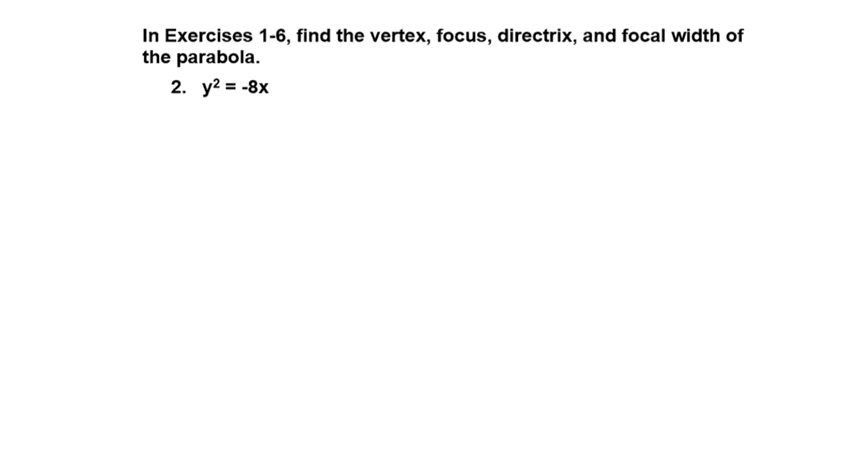 In Exercises 1-6, find the vertex, focus, directrix, and focal width of
the parabola.
2. y² = -8x